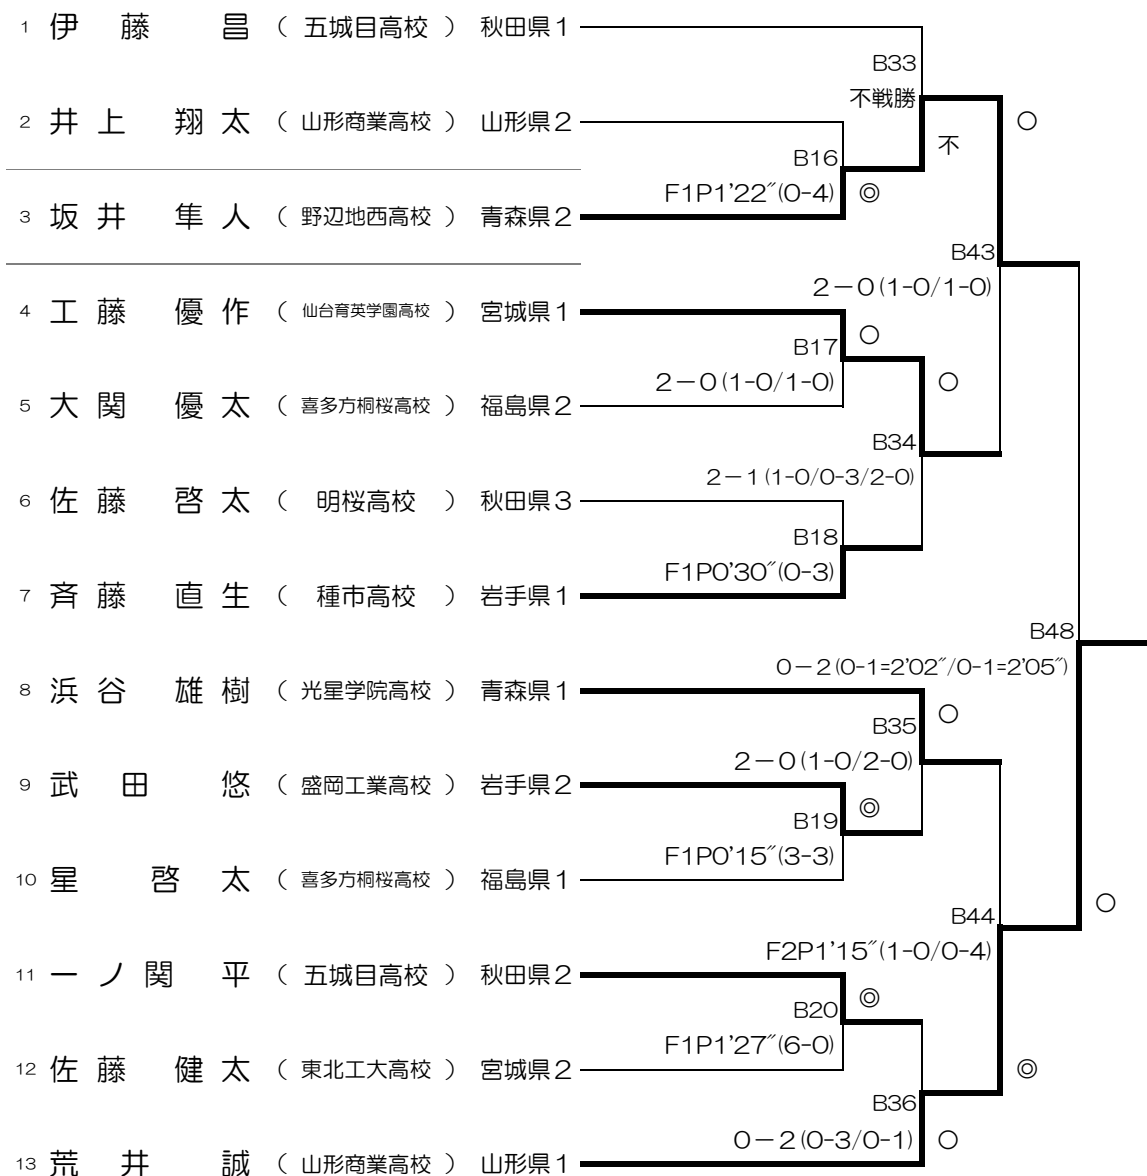 1 伊藤 昌 （ 五城目高校 ） 秋田県1
B33
不戦勝
○
2 井上 翔太 （ 山形商業高校 ） 山形県2
不
B16
F1P1'22″(0-4) ◎
3 坂井 隼人 （ 野辺地西高校 ） 青森県2
B43
2－0(1-0/1-0)
4 工藤 優作 （ 仙台育英学園高校 ） 宮城県1
○
B17
2－0(1-0/1-0) ○
5 大関 優太 （ 喜多方桐桜高校 ） 福島県2
B34
2－1(1-0/0-3/2-0)
6 佐藤 啓太 （ 明桜高校 ） 秋田県3
B18
F1P0'30″(0-3)
7 斉藤 直生 （ 種市高校 ） 岩手県1
B48
0－2(0-1=2'02″/0-1=2'05″)
8 浜谷 雄樹 （ 光星学院高校 ） 青森県1
○
B35
2－0(1-0/2-0)
9 武田 悠 （ 盛岡工業高校 ） 岩手県2
◎
B19
F1P0'15″(3-3)
10 星 啓太 （ 喜多方桐桜高校 ） 福島県1
○
B44
F2P1'15″(1-0/0-4)
11 一ノ関 平 （ 五城目高校 ） 秋田県2
◎
B20
F1P1'27″(6-0)
12 佐藤 健太 （ 東北工大高校 ） 宮城県2
◎
B36
0－2(0-3/0-1) ○
13 荒井 誠 （ 山形商業高校 ） 山形県1